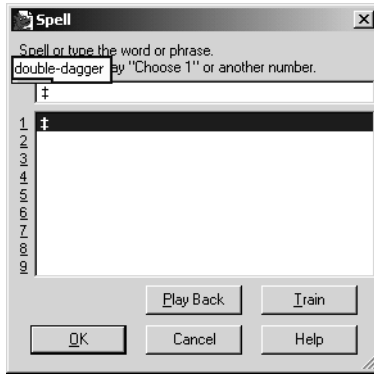 Spell
Spell or type the word or phrase.
double-dagger ay "Choose 1" or another number.
‡
1 ‡
2
3
4
5
6
7
8
9
Play Back Train
OK Cancel Help